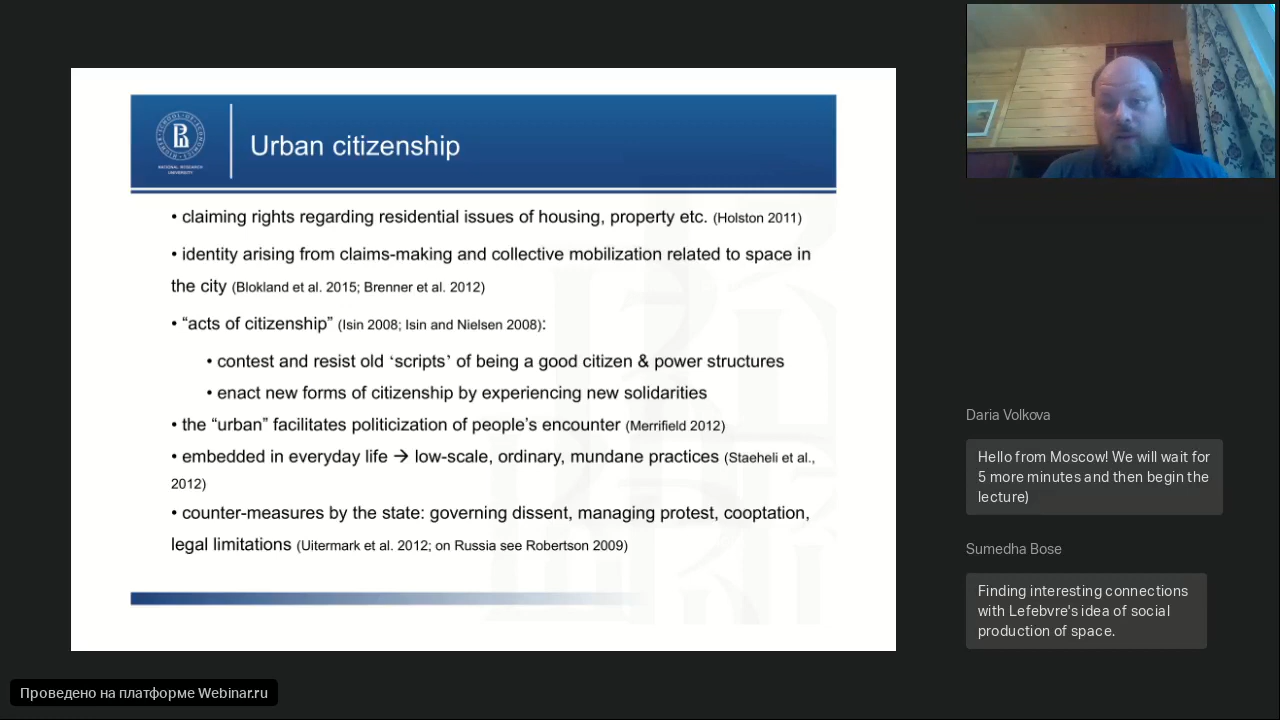 Urban citizenship
NATIONAL RESEARCH
UNIVERSITY
• claiming rights regarding residential issues of housing, property etc. (Holston 2011)
• identity arising from claims-making and collective mobilization related to space in
the city (Blokland et al. 2015; Brenner et al. 2012)
• “acts of citizenship” (Isin 2008; Isin and Nielsen 2008):
• contest and resist old ‘scripts’ of being a good citizen & power structures
• enact new forms of citizenship by experiencing new solidarities
• the “urban” facilitates politicization of people’s encounter (Merrifield 2012)
• embedded in everyday life → low-scale, ordinary, mundane practices (Staeheli et al.,
2012)
• counter-measures by the state: governing dissent, managing protest, cooptation,
legal limitations (Uitermark et al. 2012; on Russia see Robertson 2009)
Daria Volkova
Hello from Moscow! We will wait for
5 more minutes and then begin the
lecture)
Sumedha Bose
Finding interesting connections
with Lefebvre's idea of social
production of space.
Проведено на платформе Webinar.ru